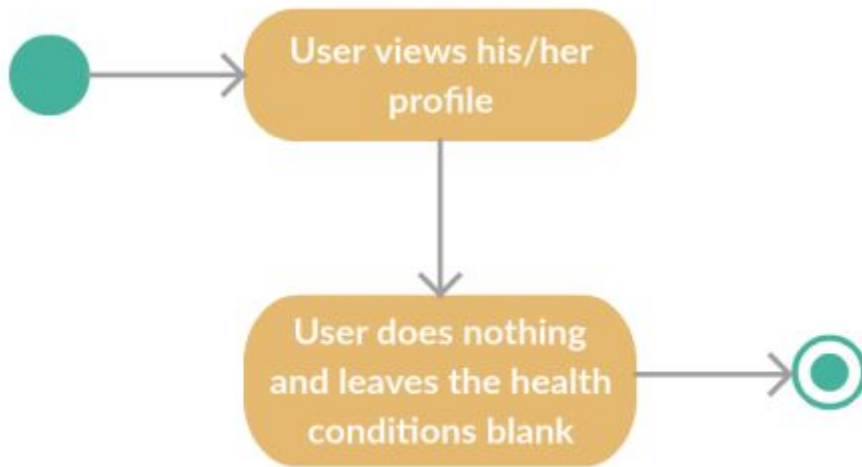 User views his/her
profile
User does nothing
and leaves the health
conditions blank